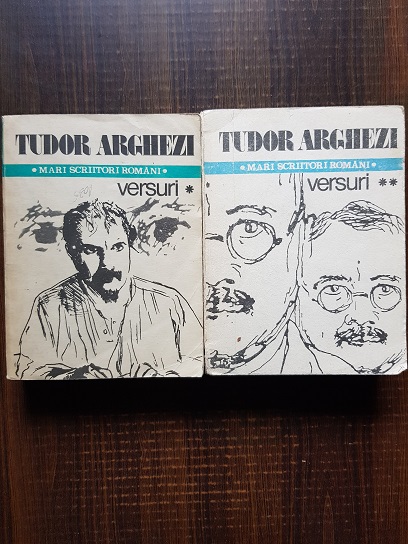 TUDOR ARGHEZI
• MARI SCRIITORI ROMÂNI •
versuri *
TUDOR ARGHEZI
• MARI SCRIITORI ROMÂNI •
versuri **